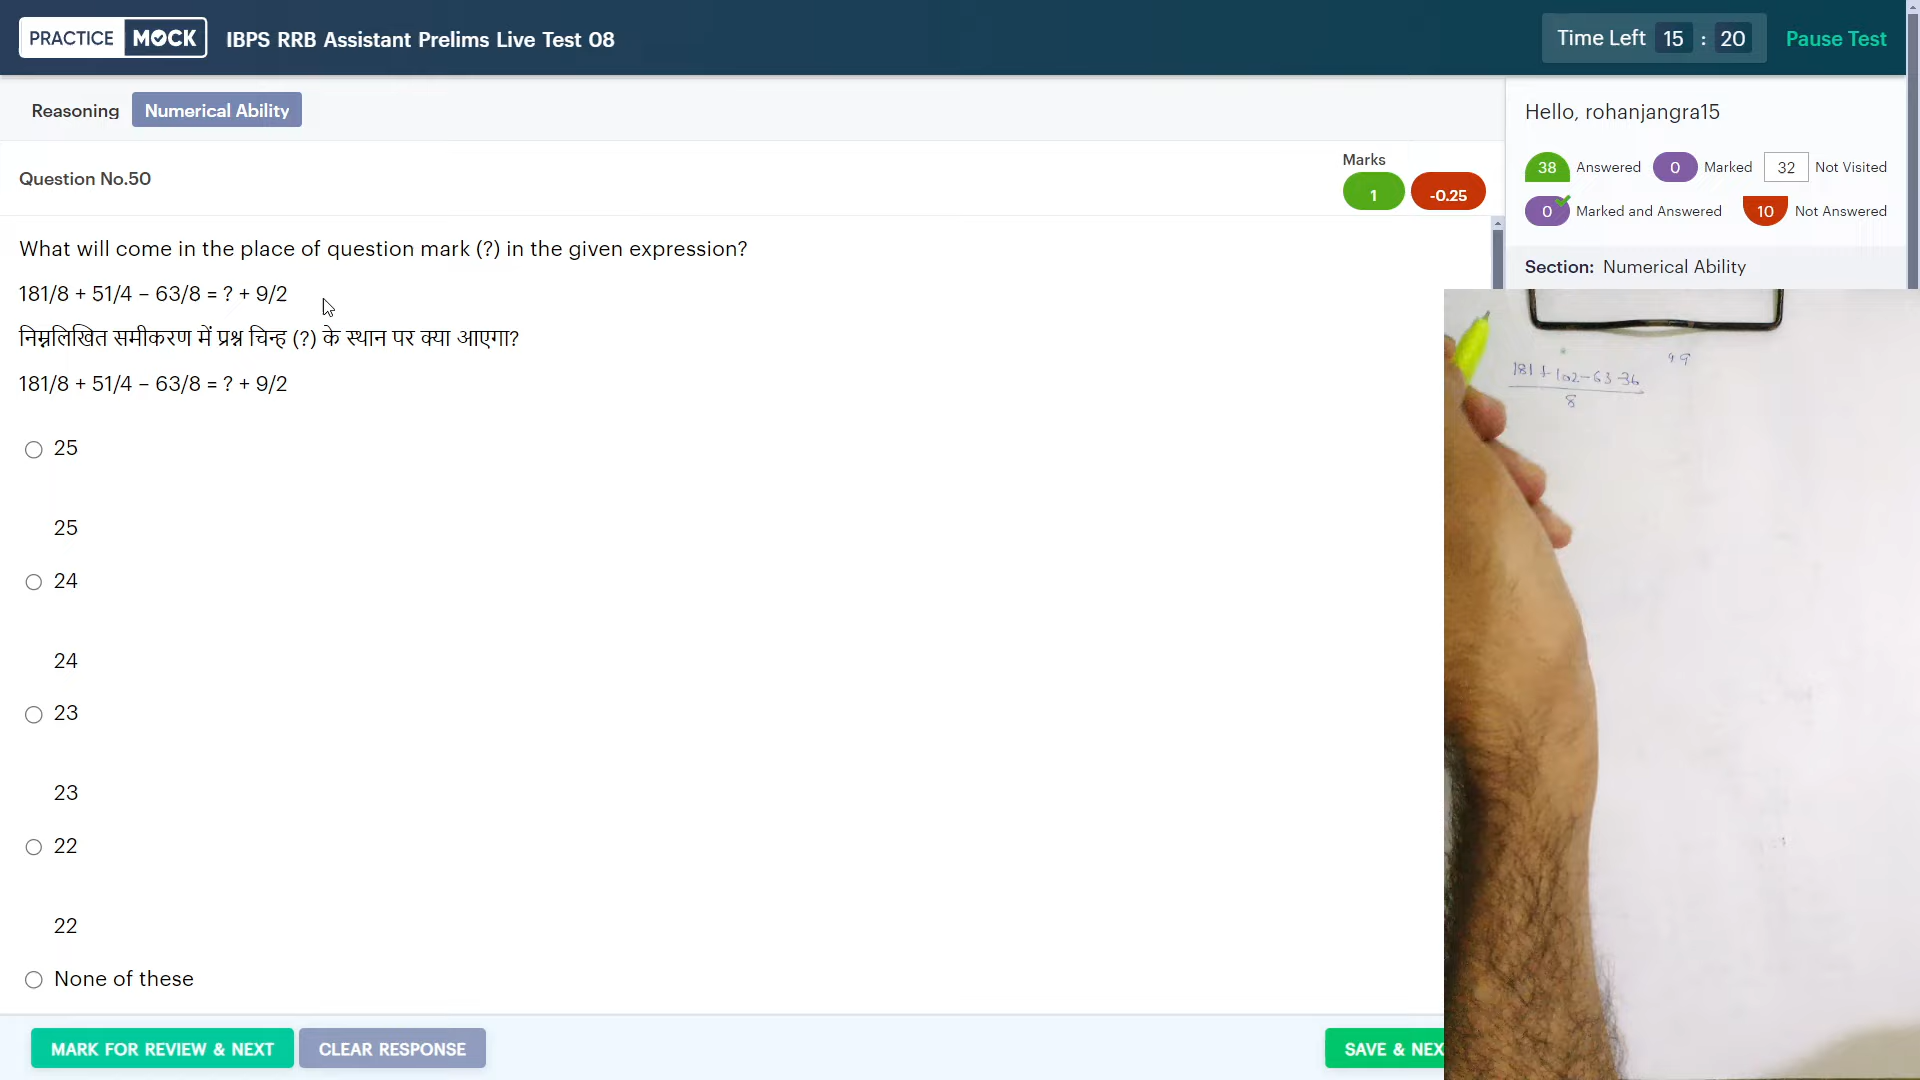 PRACTICE MOCK IBPS RRB Assistant Prelims Live Test 08
Time Left 15 : 20 Pause Test
Reasoning Numerical Ability
Hello, rohanjangra15
Question No.50
Marks
1 -0.25
38 Answered 0 Marked 32 Not Visited
0 Marked and Answered 10 Not Answered
Section: Numerical Ability
What will come in the place of question mark (?) in the given expression?
181/8 + 51/4 – 63/8 = ? + 9/2
निम्नलिखित समीकरण में प्रश्न चिन्ह (?) के स्थान पर क्या आएगा?
181/8 + 51/4 – 63/8 = ? + 9/2
25
25
24
24
23
23
22
22
None of these
181 + 102 - 63 - 36
8
MARK FOR REVIEW & NEXT CLEAR RESPONSE SAVE & NEX